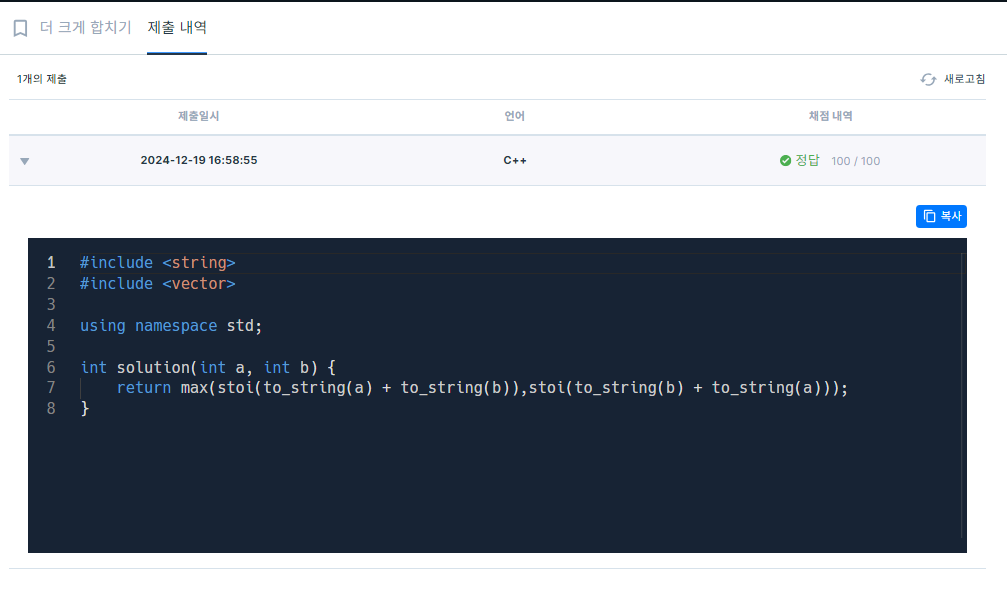 더 크게 합치기 제출 내역
1개의 제출 새로고침
제출일시 언어 채점 내역
2024-12-19 16:58:55 C++ 정답 100 / 100
복사
1 #include <string>
2 #include <vector>
3
4 using namespace std;
5
6 int solution(int a, int b) {
7     return max(stoi(to_string(a) + to_string(b)),stoi(to_string(b) + to_string(a)));
8 }